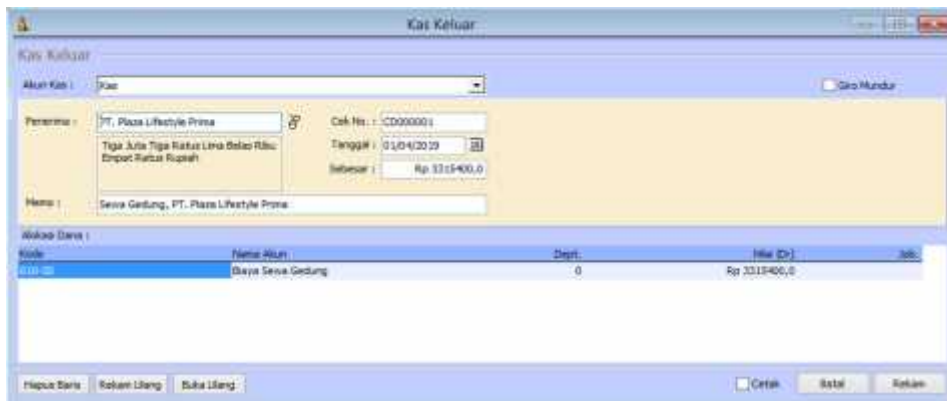 Kas Keluar
Kas Keluar
Akun Kas : Kas
Giro Mundur
Penerima : PT. Plaza Lifestyle Prima
Cek No. : CD000001
Tiga Juta Tiga Ratus Lima Belas Ribu
Empat Ratus Rupiah
Tanggal : 01/04/2019
Sebesar : Rp 3315400,0
Memo : Sewa Gedung, PT. Plaza Lifestyle Prima
Alokasi Dana :
Kode Nama Akun Dept. Nilai (Dr) Job.
Biaya Sewa Gedung 0 Rp 3315400,0
Hapus Baris Rekam Ulang Buka Ulang Cetak Batal Rekam